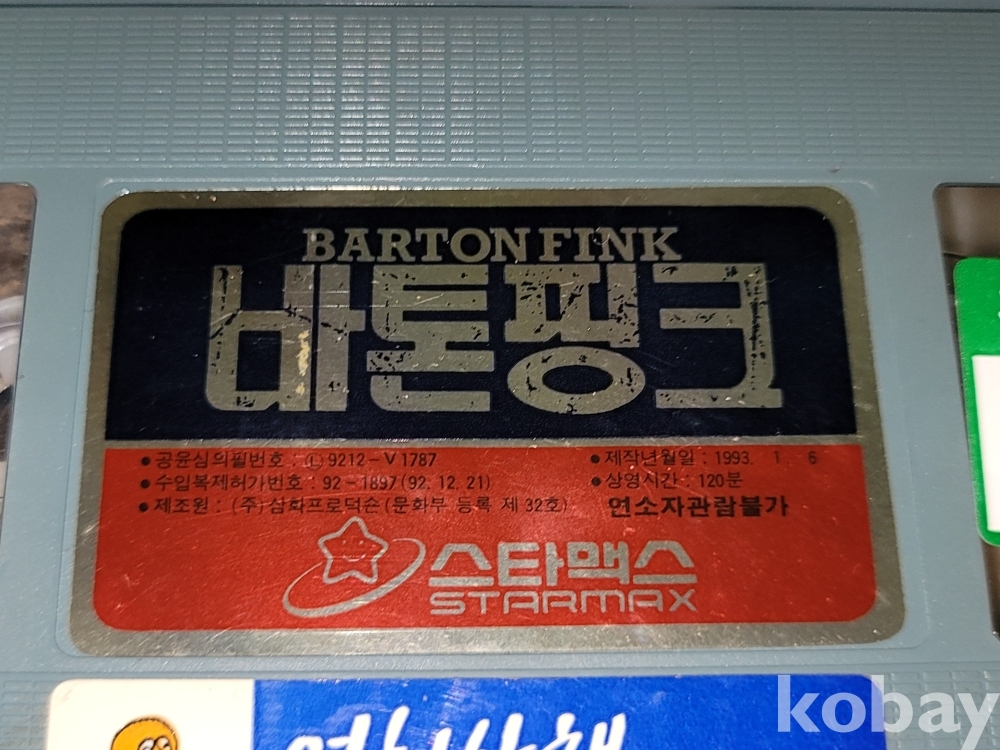 BARTON FINK
바톤핑크
• 공윤심의필번호 : Ⓛ 9212-V1787
• 제작년월일 : 1993. 1. 6
• 수입복제허가번호 : 92-1897(92. 12. 21)
• 상영시간 : 120분
• 제조원 : (주)삼화프로덕숀(문화부 등록 제 32호)
연소자관람불가
스타맥스
STARMAX
kobay